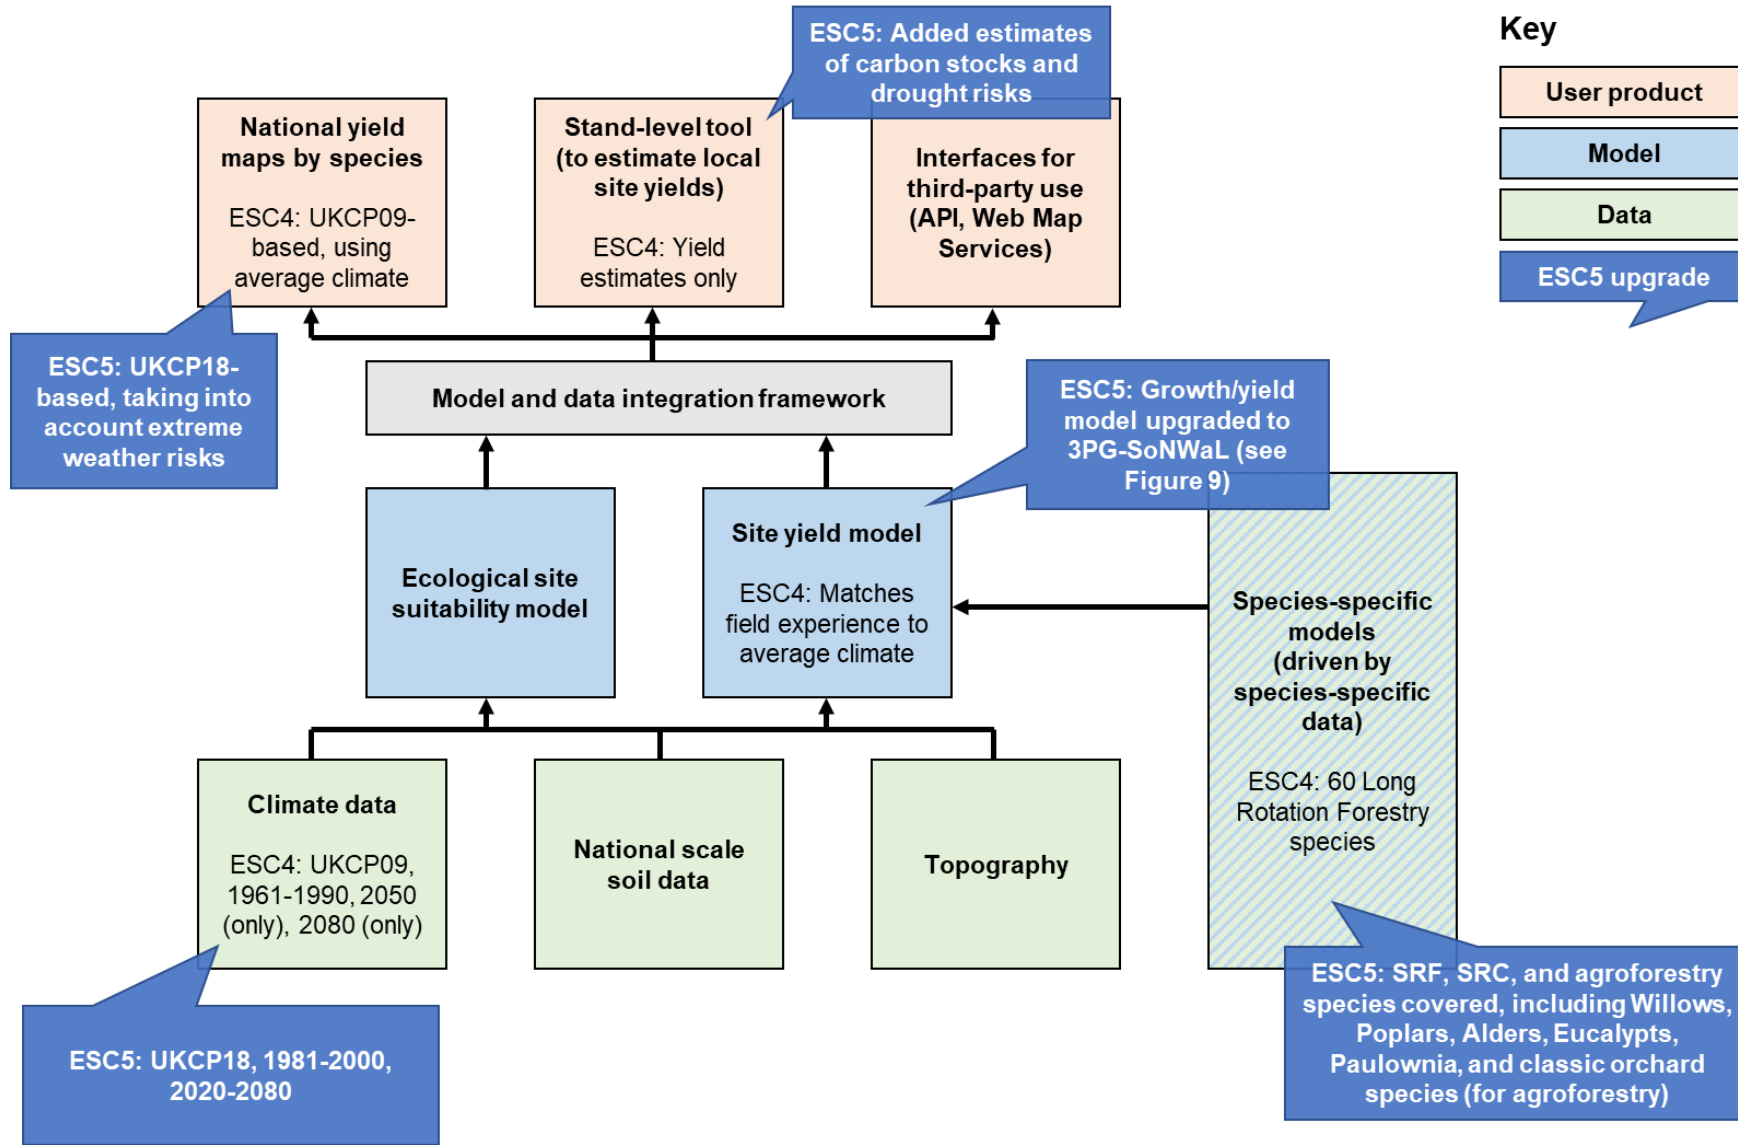 ESC5: Added estimates
of carbon stocks and
drought risks
Key
User product
Model
Data
ESC5 upgrade
National yield
maps by species
ESC4: UKCP09-
based, using
average climate
Stand-level tool
(to estimate local
site yields)
ESC4: Yield
estimates only
Interfaces for
third-party use
(API, Web Map
Services)
ESC5: UKCP18-
based, taking into
account extreme
weather risks
Model and data integration framework
ESC5: Growth/yield
model upgraded to
3PG-SoNWaL (see
Figure 9)
Ecological site
suitability model
Site yield model
ESC4: Matches
field experience to
average climate
Species-specific
models
(driven by
species-specific
data)
ESC4: 60 Long
Rotation Forestry
species
Climate data
ESC4: UKCP09,
1961-1990, 2050
(only), 2080 (only)
National scale
soil data
Topography
ESC5: UKCP18, 1981-2000,
2020-2080
ESC5: SRF, SRC, and agroforestry
species covered, including Willows,
Poplars, Alders, Eucalypts,
Paulownia, and classic orchard
species (for agroforestry)